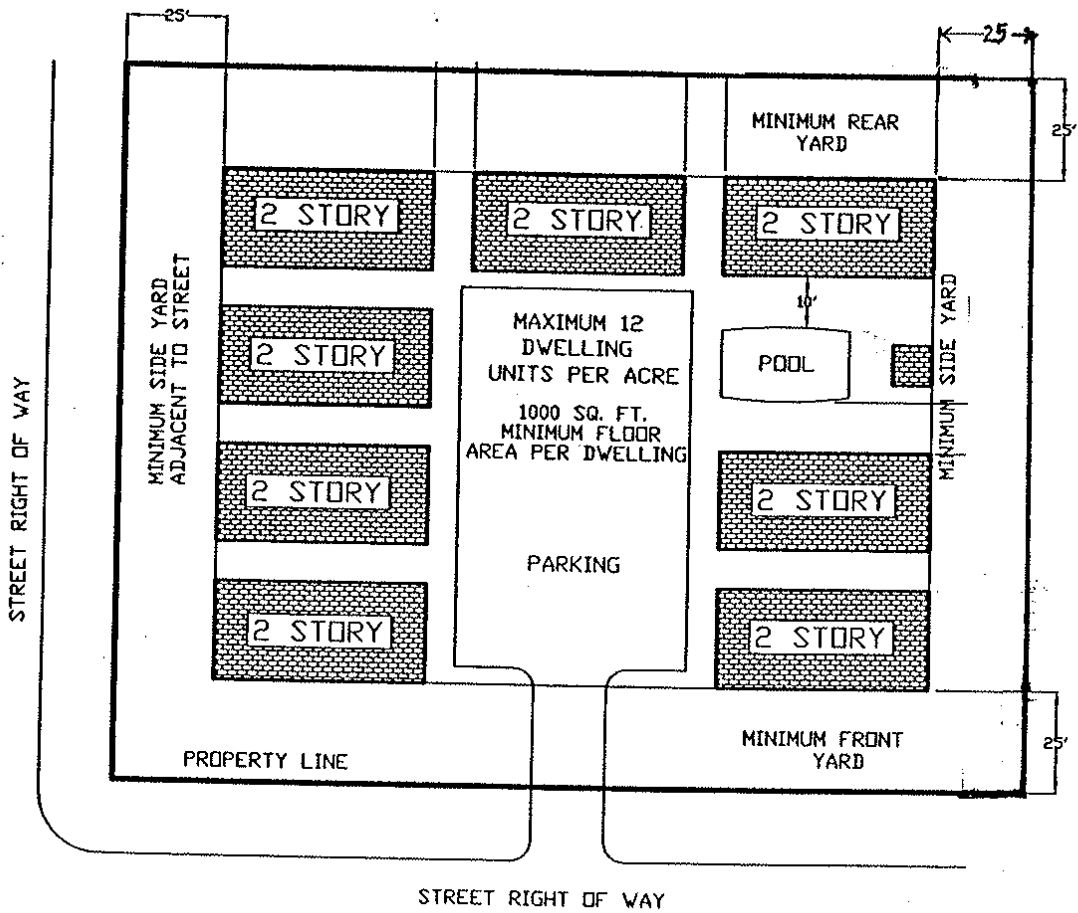 25'
25
MINIMUM REAR
YARD
25'
2 STORY
2 STORY
2 STORY
10'
MINIMUM SIDE YARD
ADJACENT TO STREET
MAXIMUM 12
DWELLING
UNITS PER ACRE
1000 SQ. FT.
MINIMUM FLOOR
AREA PER DWELLING
POOL
MINIMUM SIDE YARD
STREET RIGHT OF WAY
2 STORY
2 STORY
2 STORY
PARKING
2 STORY
2 STORY
PROPERTY LINE
MINIMUM FRONT
YARD
25'
STREET RIGHT OF WAY